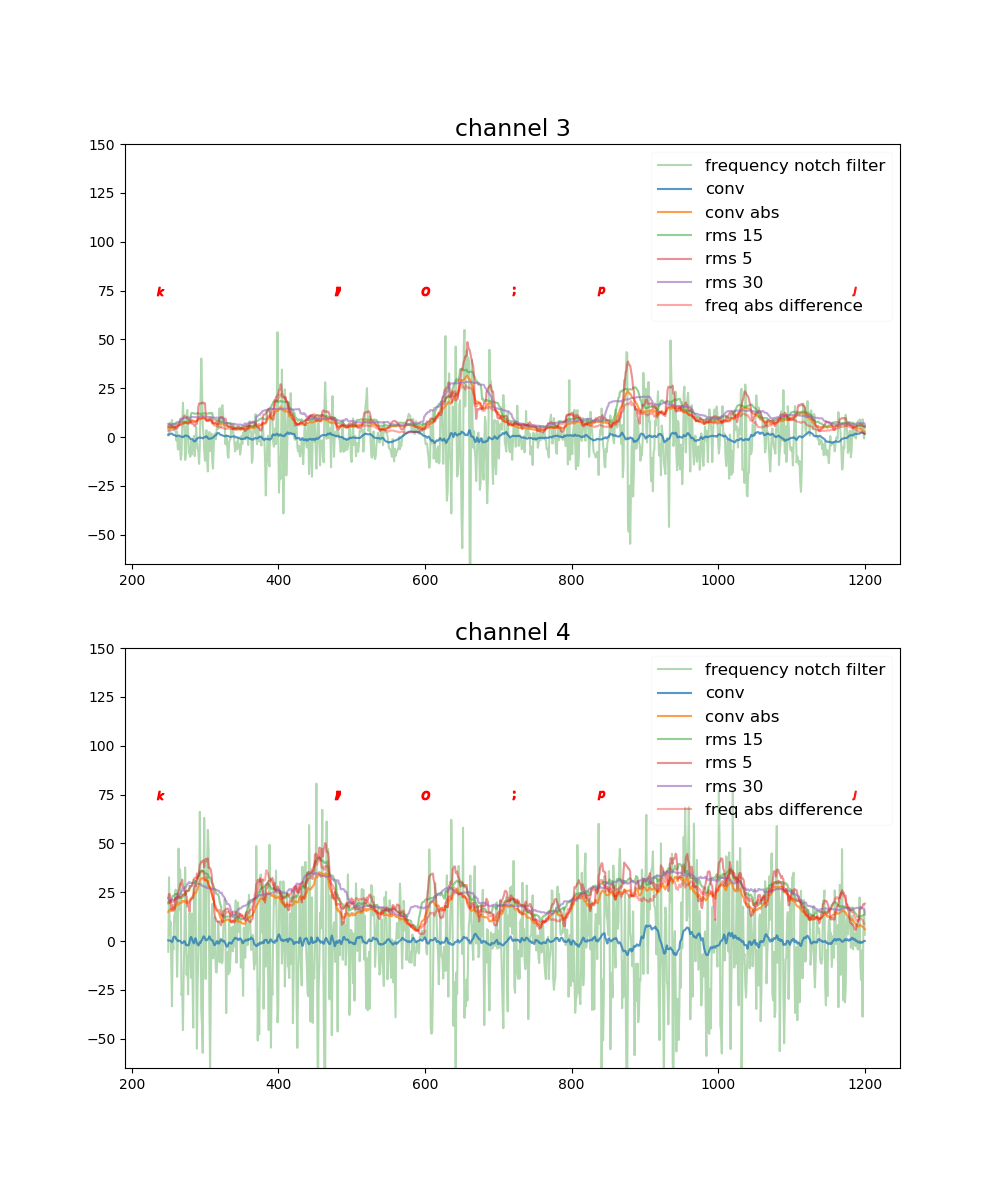 channel 3
150
125
100
75
50
25
0
−25
−50
frequency notch filter
conv
conv abs
rms 15
rms 5
rms 30
freq abs difference
k
o
;
p
200 400 600 800 1000 1200
channel 4
150
125
100
75
50
25
0
−25
−50
frequency notch filter
conv
conv abs
rms 15
rms 5
rms 30
freq abs difference
k
o
;
p
200 400 600 800 1000 1200